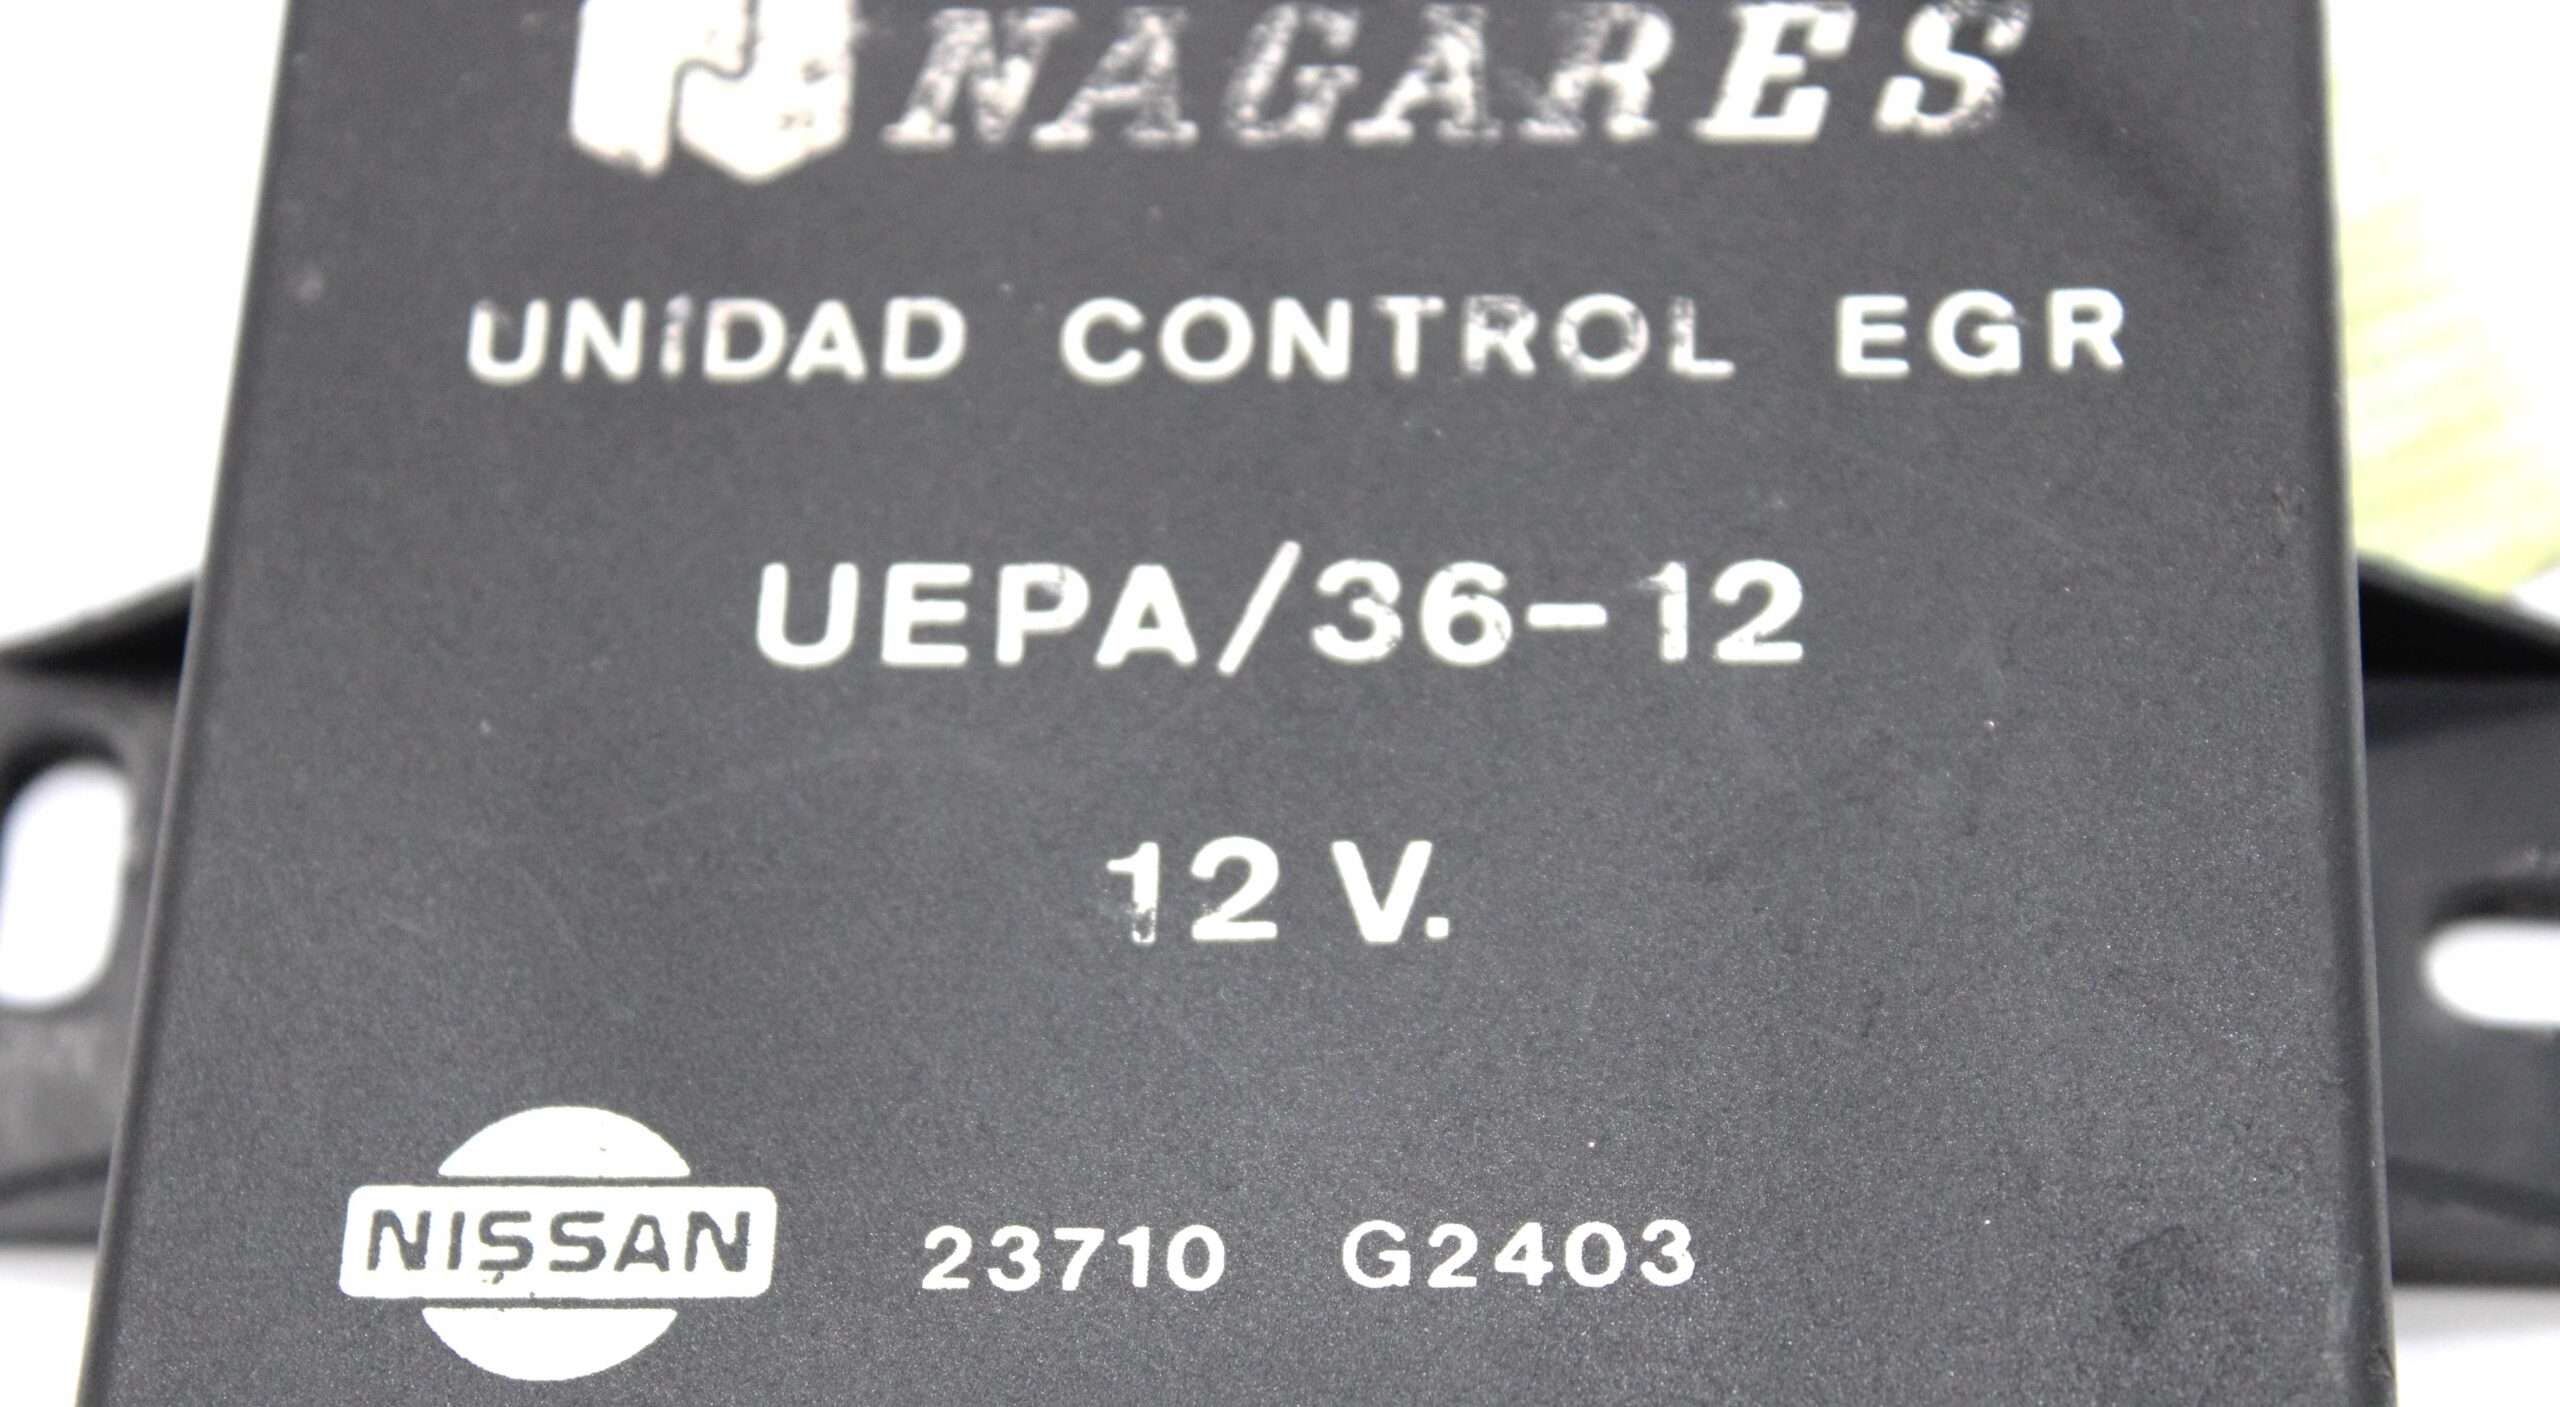 NAGARES
UNIDAD CONTROL EGR
UEPA/36-12
12 V.
NISSAN 23710 G2403